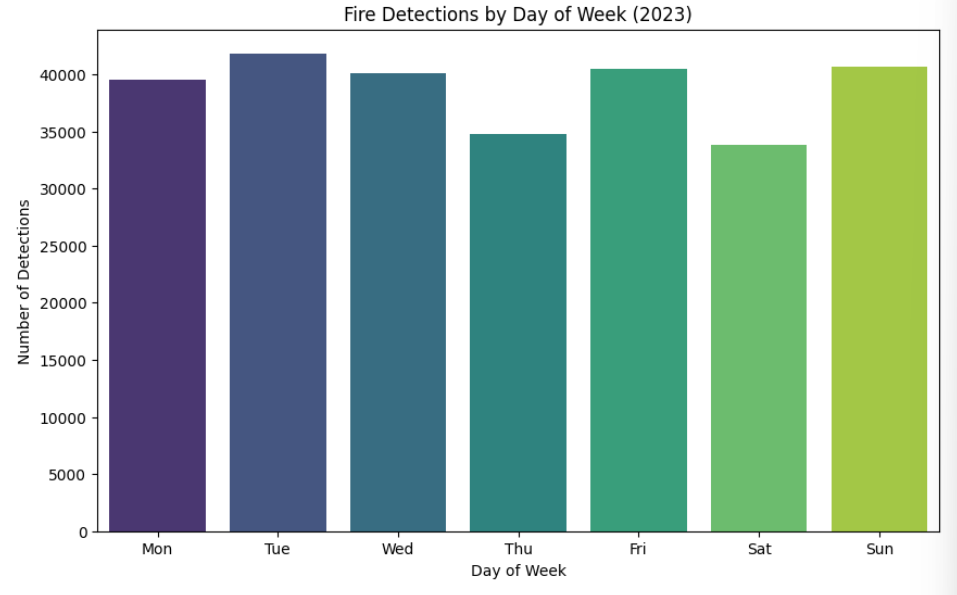 Fire Detections by Day of Week (2023)
Number of Detections
40000
35000
30000
25000
20000
15000
10000
5000
0
Mon Tue Wed Thu Fri Sat Sun
Day of Week